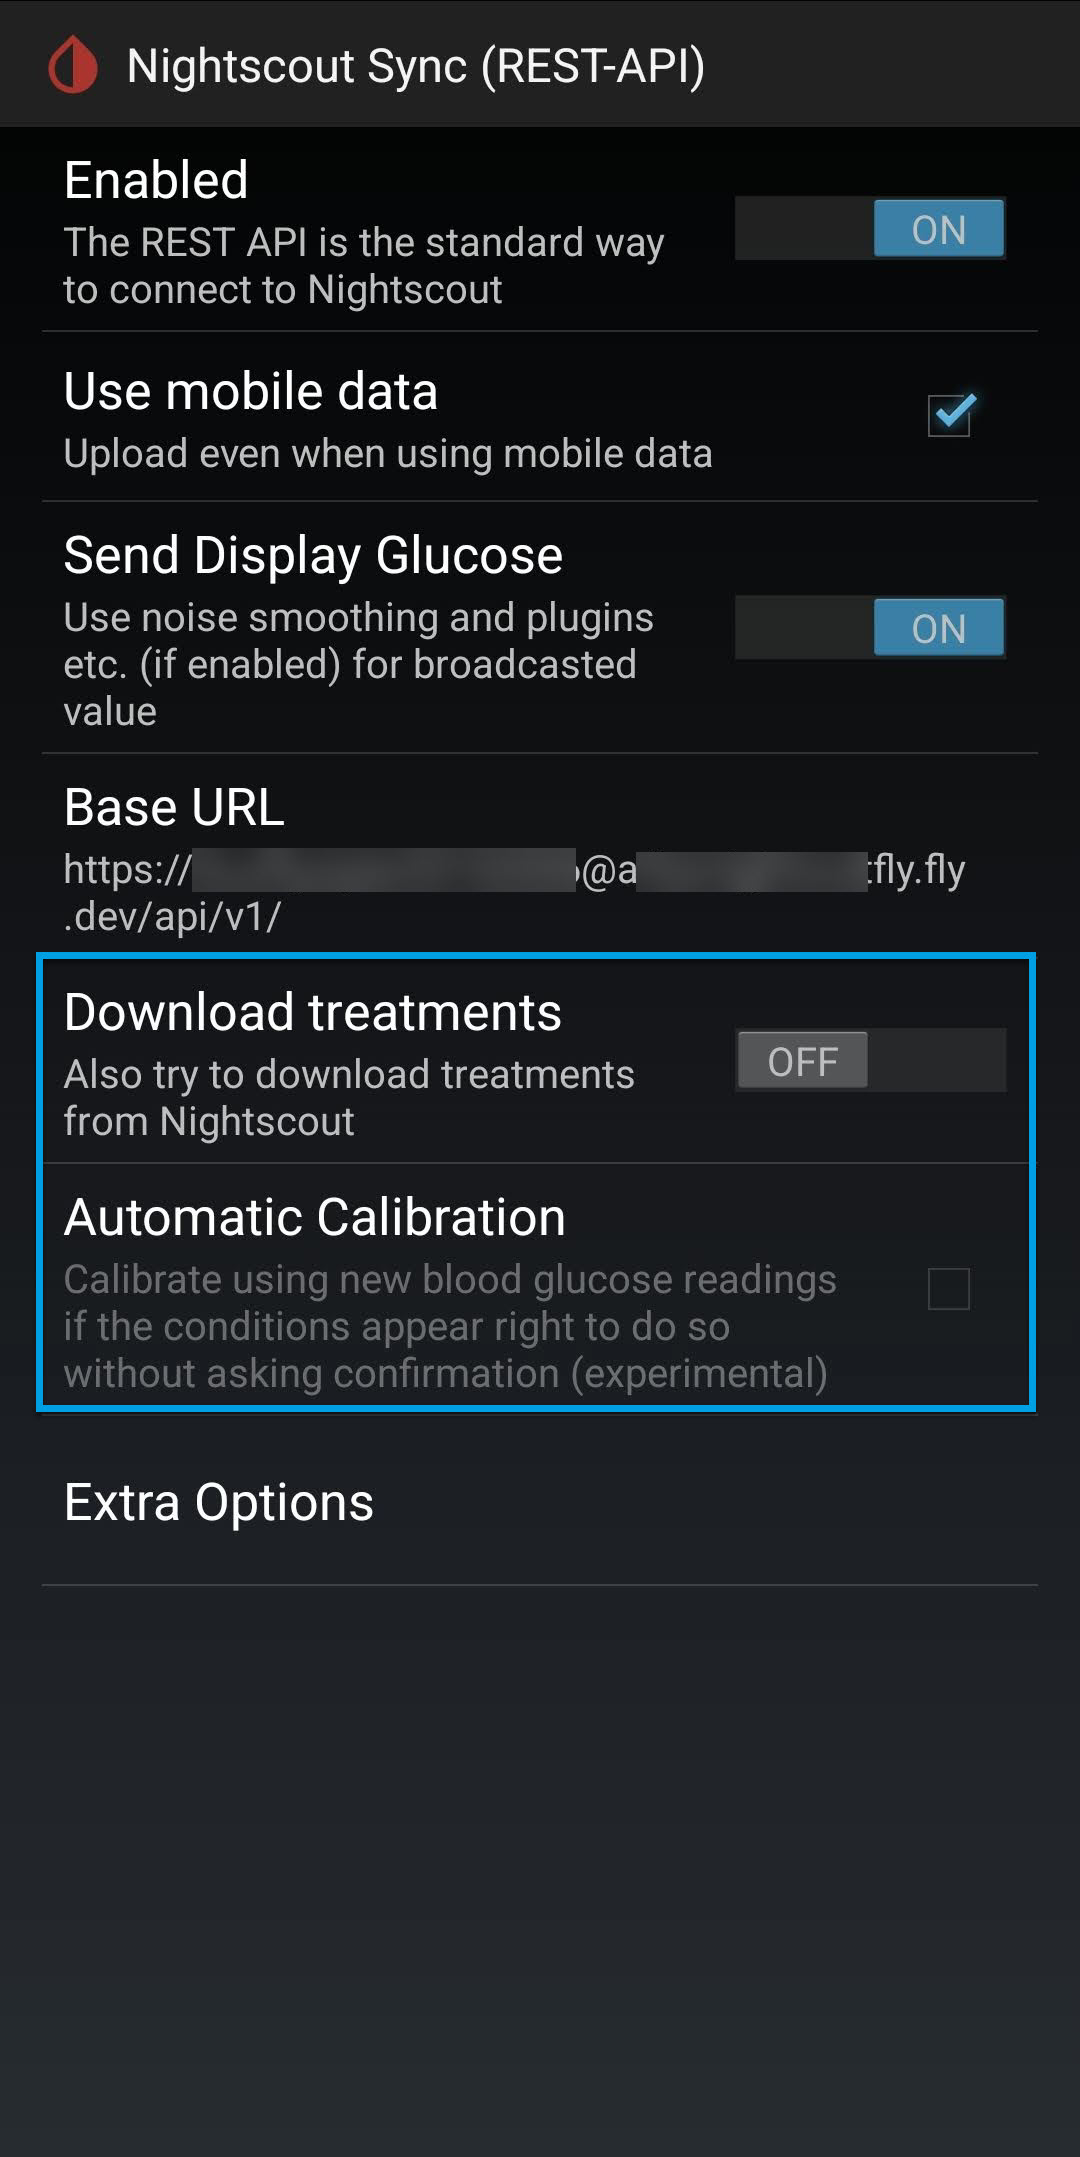 Nightscout Sync (REST-API)
Enabled
The REST API is the standard way
to connect to Nightscout
ON
Use mobile data
Upload even when using mobile data
Send Display Glucose
Use noise smoothing and plugins
etc. (if enabled) for broadcasted
value
ON
Base URL
https:// @a tfly.fly
.dev/api/v1/
Download treatments
Also try to download treatments
from Nightscout
OFF
Automatic Calibration
Calibrate using new blood glucose readings
if the conditions appear right to do so
without asking confirmation (experimental)
Extra Options